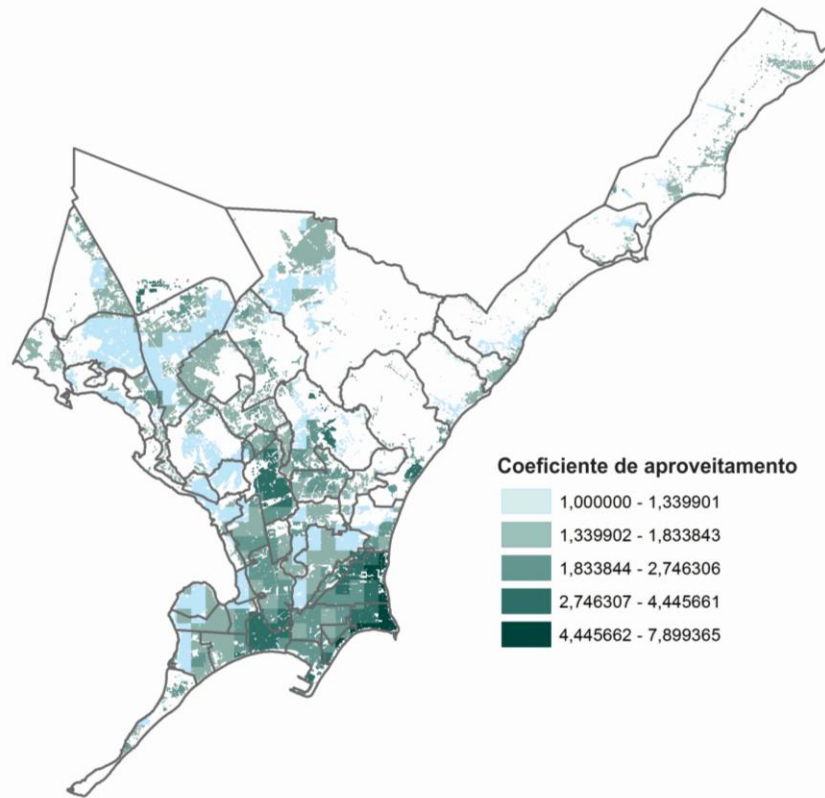 Coeficiente de aproveitamento
1,000000 - 1,339901
1,339902 - 1,833843
1,833844 - 2,746306
2,746307 - 4,445661
4,445662 - 7,899365